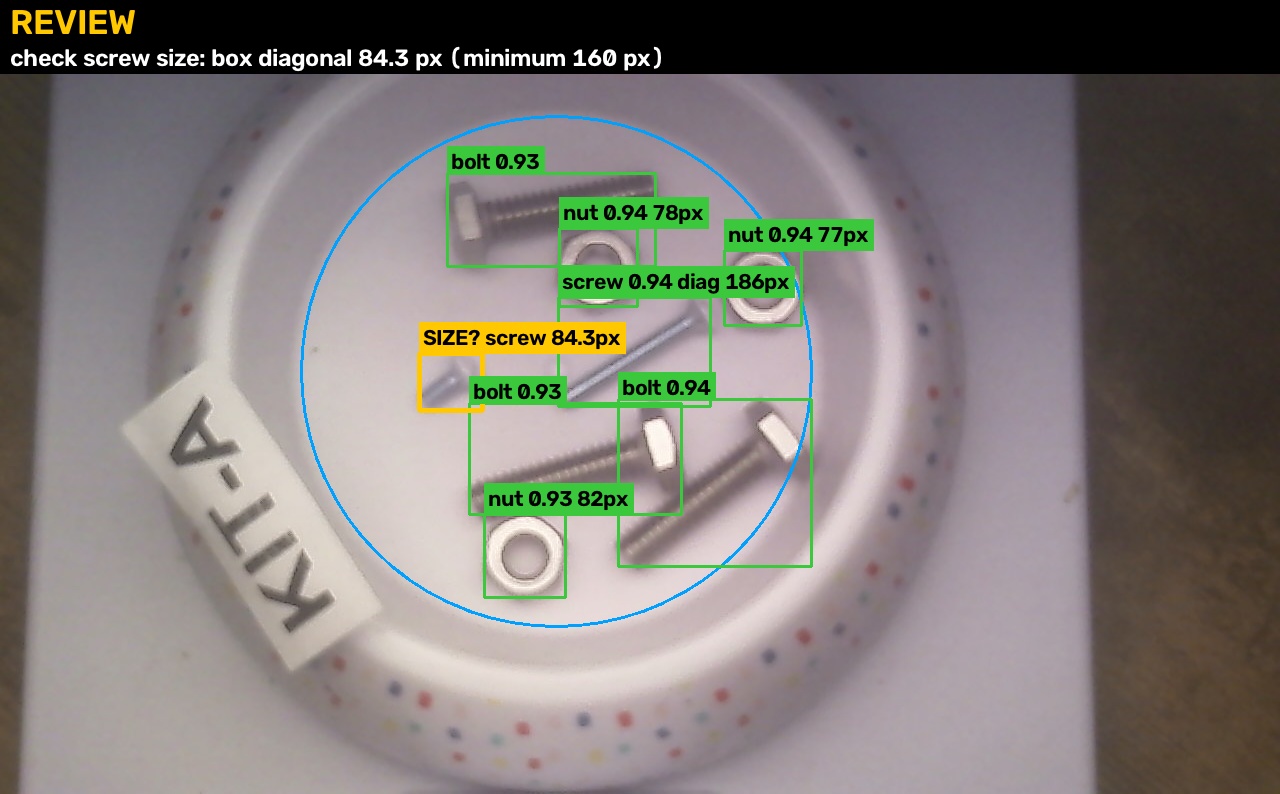 REVIEW
check screw size: box diagonal 84.3 px (minimum 160 px)
bolt 0.93
nut 0.94 78px
nut 0.94 77px
screw 0.94 diag 186px
SIZE? screw 84.3px
bolt 0.93
bolt 0.94
nut 0.93 82px
KIT-A